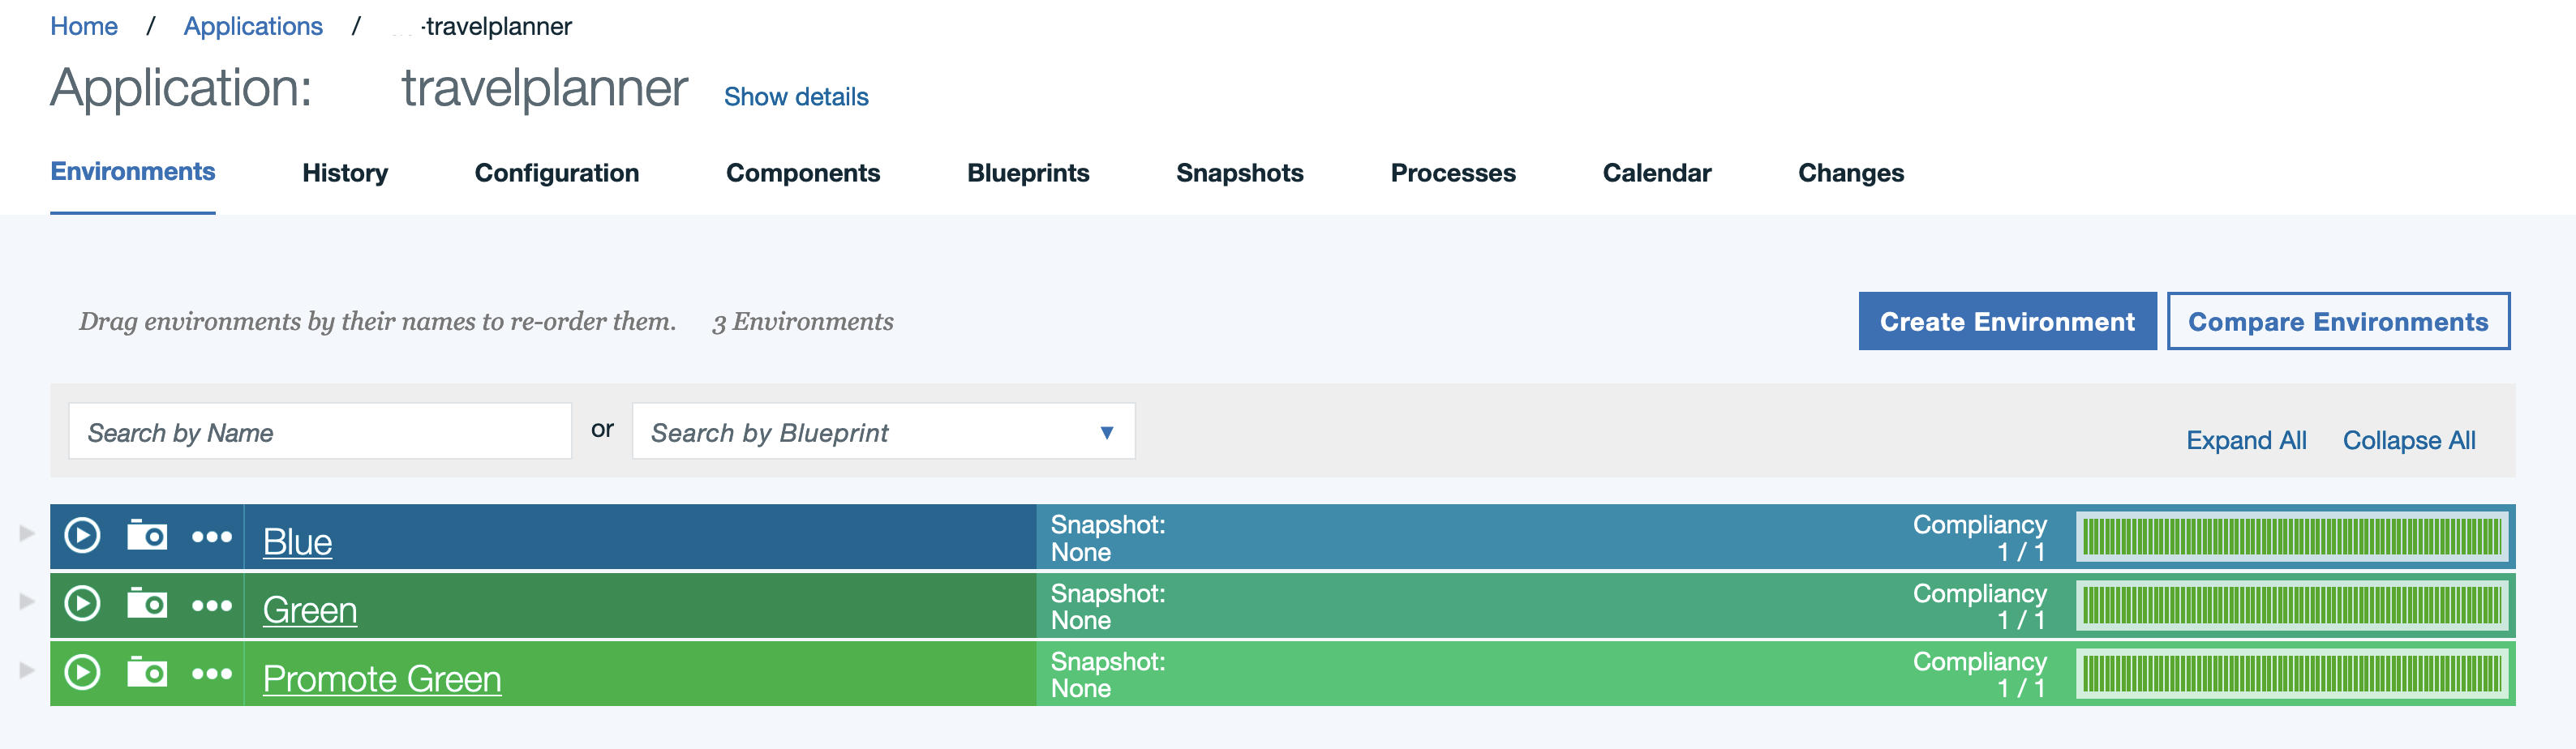 Home / Applications / -travelplanner
Application: travelplanner Show details
Environments History Configuration Components Blueprints Snapshots Processes Calendar Changes
Drag environments by their names to re-order them. 3 Environments Create Environment Compare Environments
Search by Name or Search by Blueprint Expand All Collapse All
Blue
Snapshot:
None
Compliancy
1 / 1
Green
Snapshot:
None
Compliancy
1 / 1
Promote Green
Snapshot:
None
Compliancy
1 / 1